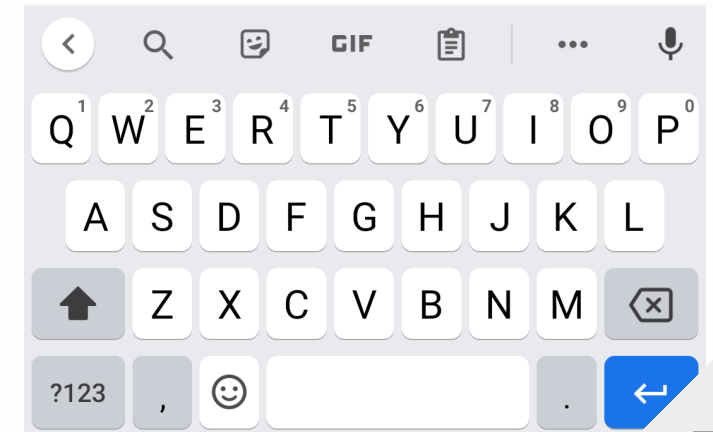 GIF
Q1 W2 E3 R4 T5 Y6 U7 I8 O9 P0
A S D F G H J K L
Z X C V B N M
?123 , .